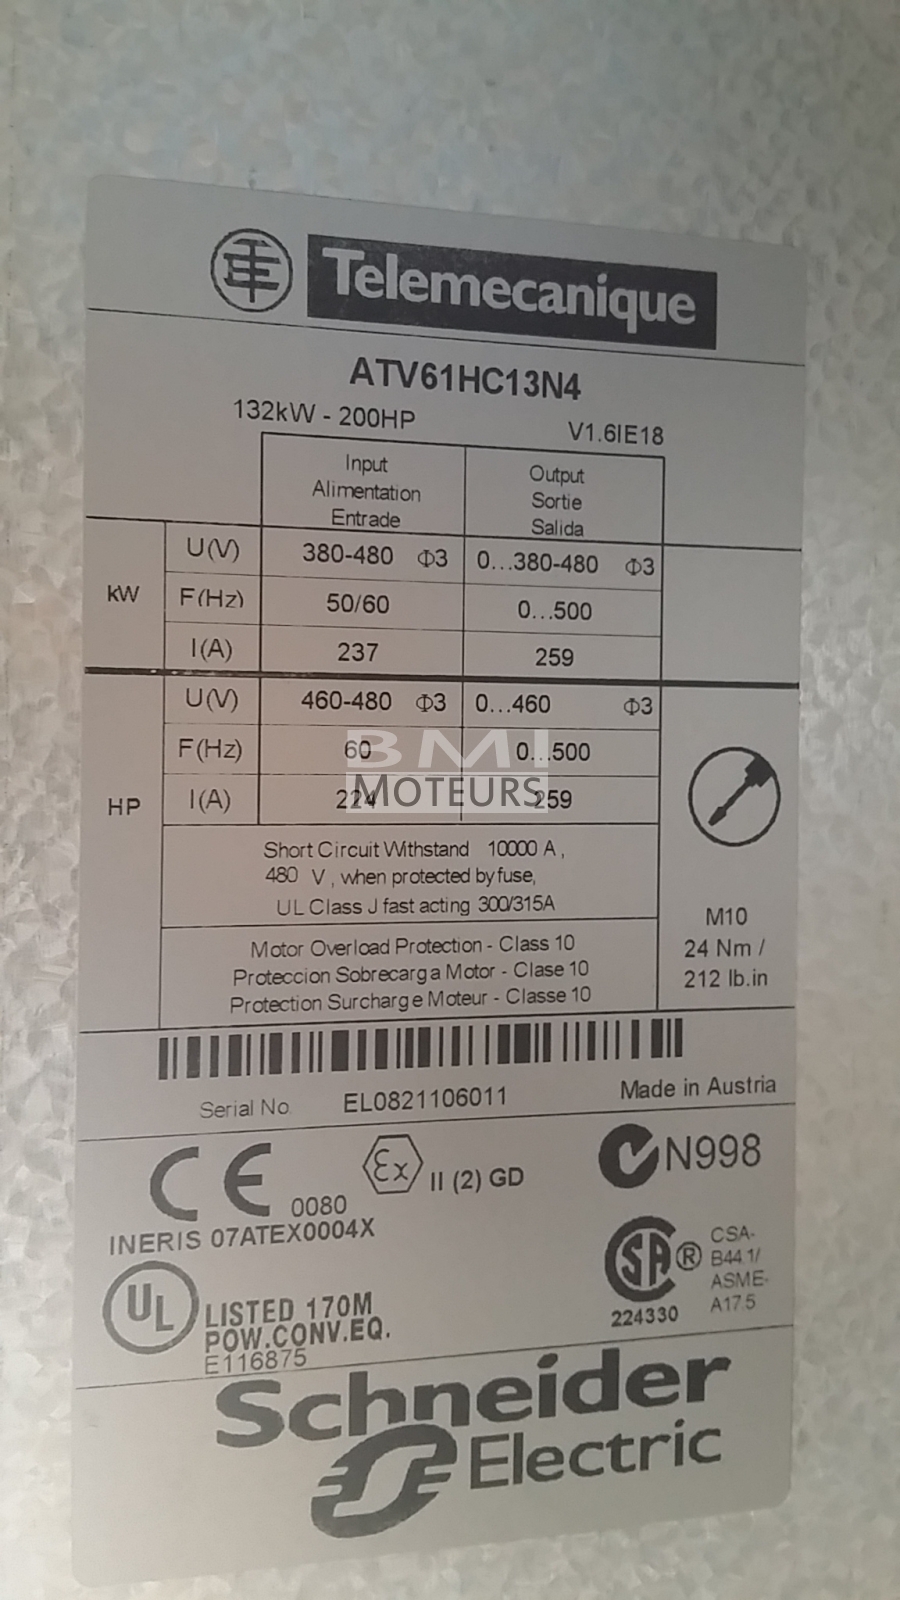 Telemecanique
ATV61HC13N4
132kW - 200HP V1.6IE18
Input Output
Alimentation Sortie
Entrade Salida
kW
U(V) 380-480 Φ3 0...380-480 Φ3
F(Hz) 50/60 0...500
I(A) 237 259
HP
U(V) 460-480 Φ3 0...460 Φ3
F(Hz) 60 0...500
I(A) 224 259
BMI
MOTEURS
Short Circuit Withstand 10000 A,
480 V, when protected by fuse,
UL Class J fast acting 300/315A
Motor Overload Protection - Class 10
Proteccion Sobrecarga Motor - Clase 10
Protection Surcharge Moteur - Classe 10
M10
24 Nm /
212 lb.in
Serial No. EL0821106011 Made in Austria
CE 0080 Ex II (2) GD N998
INERIS 07ATEX0004X
UL LISTED 170M
POW.CONV.EQ.
E116875
SA ® CSA-
B44.1/
ASME-
A17.5
224330
Schneider
Electric